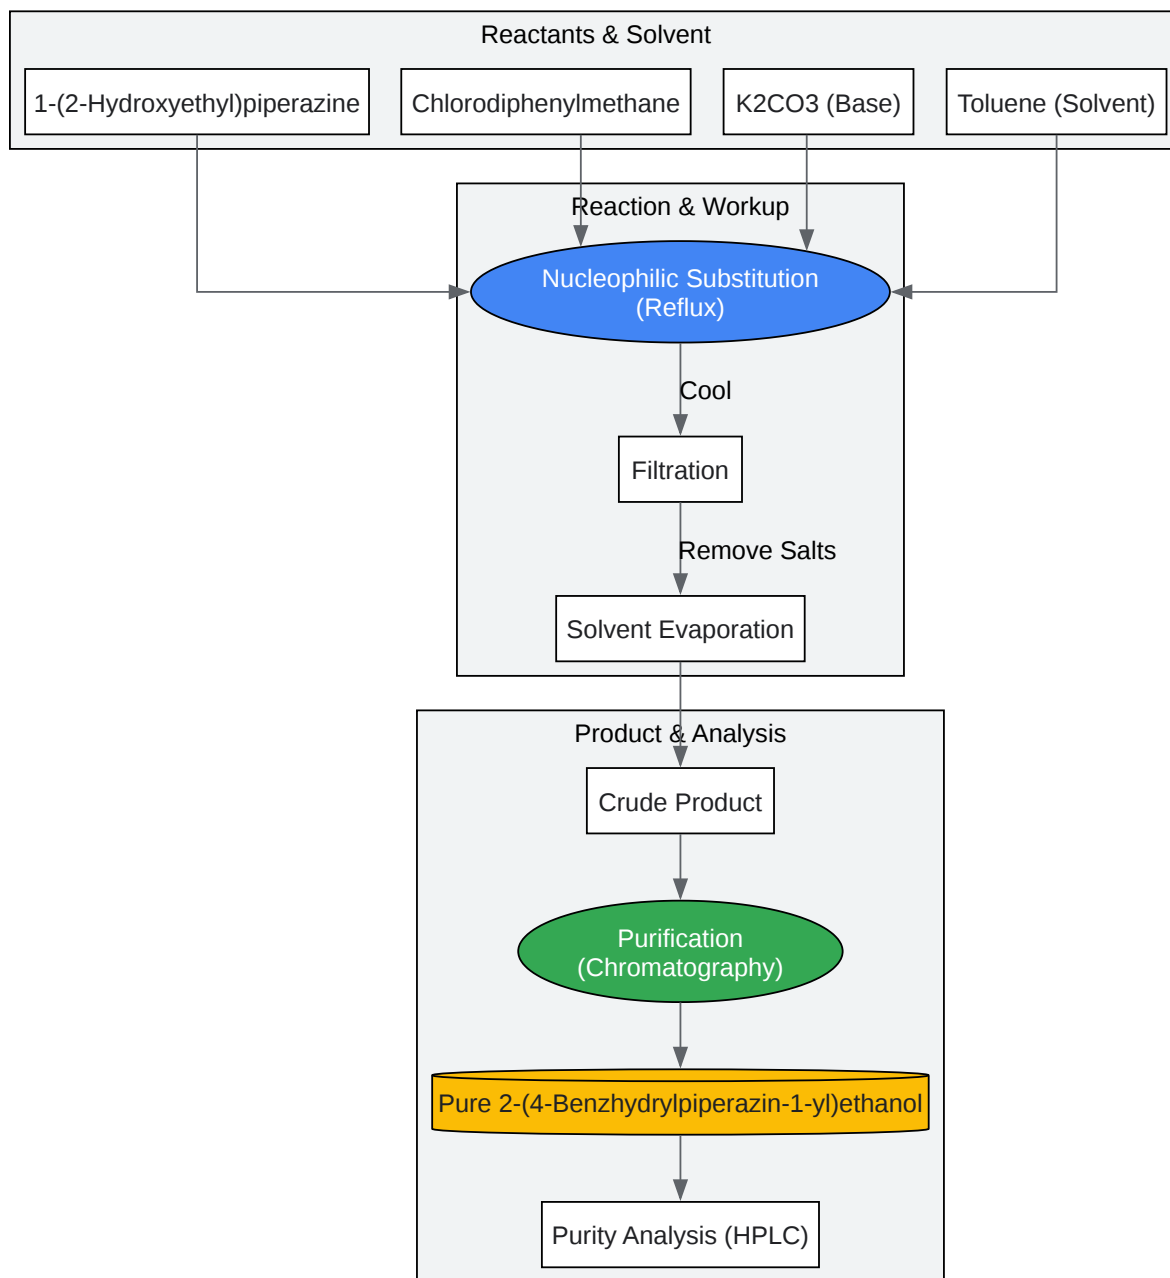 Reactants & Solvent
1-(2-Hydroxyethyl)piperazine
Chlorodiphenylmethane
K2CO3 (Base)
Toluene (Solvent)
Reaction & Workup
Nucleophilic Substitution
(Reflux)
Cool
Filtration
Remove Salts
Solvent Evaporation
Product & Analysis
Crude Product
Purification
(Chromatography)
Pure 2-(4-Benzhydrylpiperazin-1-yl)ethanol
Purity Analysis (HPLC)